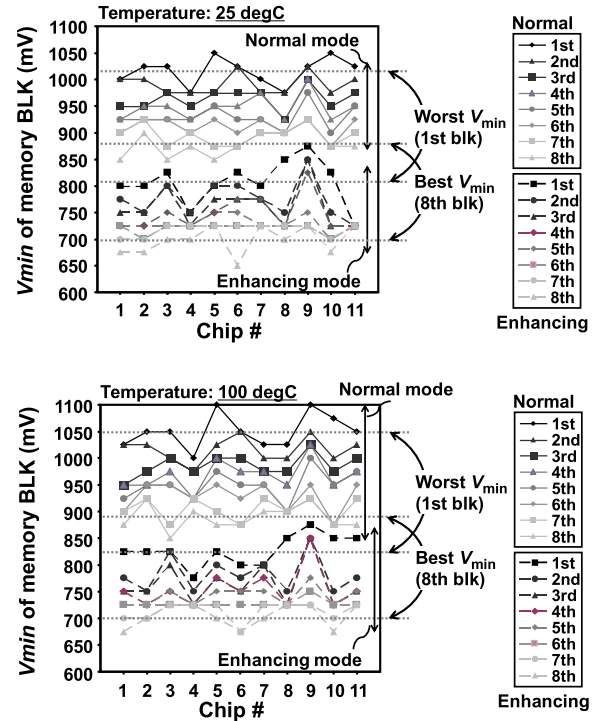 Temperature: 25 degC
Vmin of memory BLK (mV)
1100
1050
1000
950
900
850
800
750
700
650
600
Normal mode
Worst Vmin
(1st blk)
Best Vmin
(8th blk)
Enhancing mode
1 2 3 4 5 6 7 8 9 10 11
Chip #
Normal
1st
2nd
3rd
4th
5th
6th
7th
8th
1st
2nd
3rd
4th
5th
6th
7th
8th
Enhancing
Temperature: 100 degC
Normal mode
Vmin of memory BLK (mV)
1100
1050
1000
950
900
850
800
750
700
650
600
Worst Vmin
(1st blk)
Best Vmin
(8th blk)
Enhancing mode
1 2 3 4 5 6 7 8 9 10 11
Chip #
Normal
1st
2nd
3rd
4th
5th
6th
7th
8th
1st
2nd
3rd
4th
5th
6th
7th
8th
Enhancing